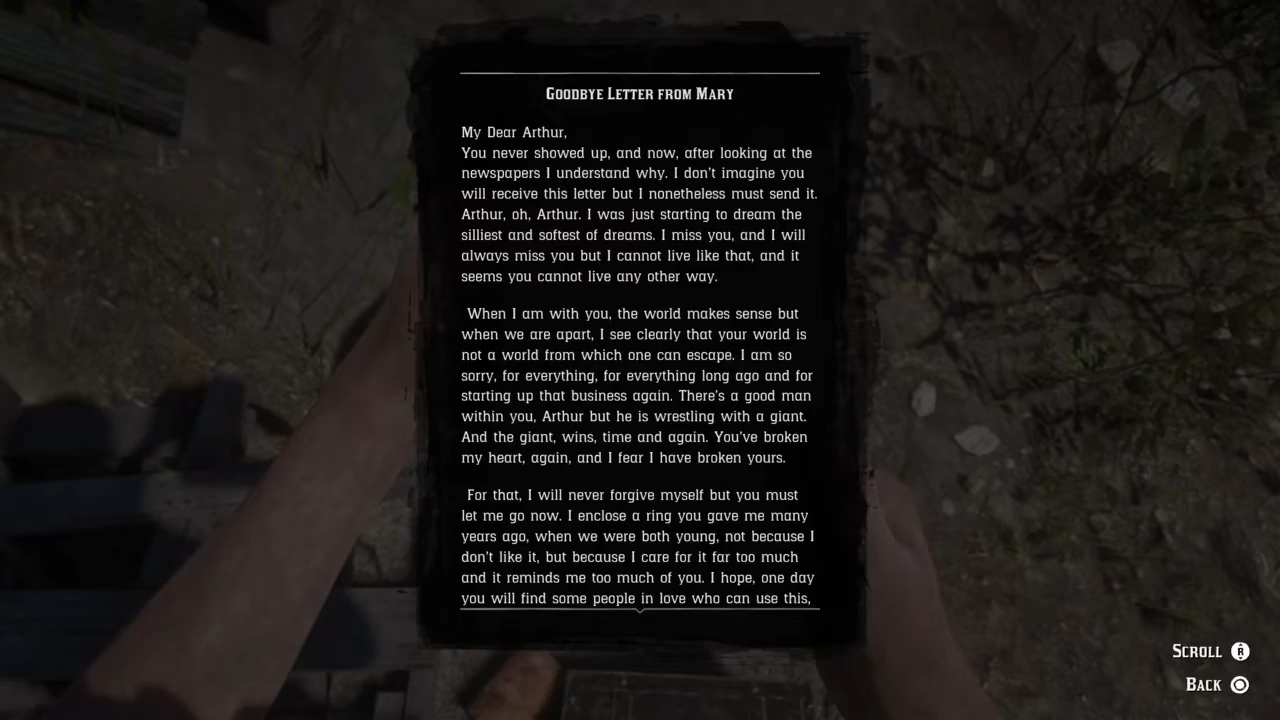 Goodbye Letter from Mary
My Dear Arthur,
You never showed up, and now, after looking at the
newspapers I understand why. I don't imagine you
will receive this letter but I nonetheless must send it.
Arthur, oh, Arthur. I was just starting to dream the
silliest and softest of dreams. I miss you, and I will
always miss you but I cannot live like that, and it
seems you cannot live any other way.
When I am with you, the world makes sense but
when we are apart, I see clearly that your world is
not a world from which one can escape. I am so
sorry, for everything, for everything long ago and for
starting up that business again. There's a good man
within you, Arthur but he is wrestling with a giant.
And the giant, wins, time and again. You've broken
my heart, again, and I fear I have broken yours.
For that, I will never forgive myself but you must
let me go now. I enclose a ring you gave me many
years ago, when we were both young, not because I
don't like it, but because I care for it far too much
and it reminds me too much of you. I hope, one day
you will find some people in love who can use this,
Scroll R
Back